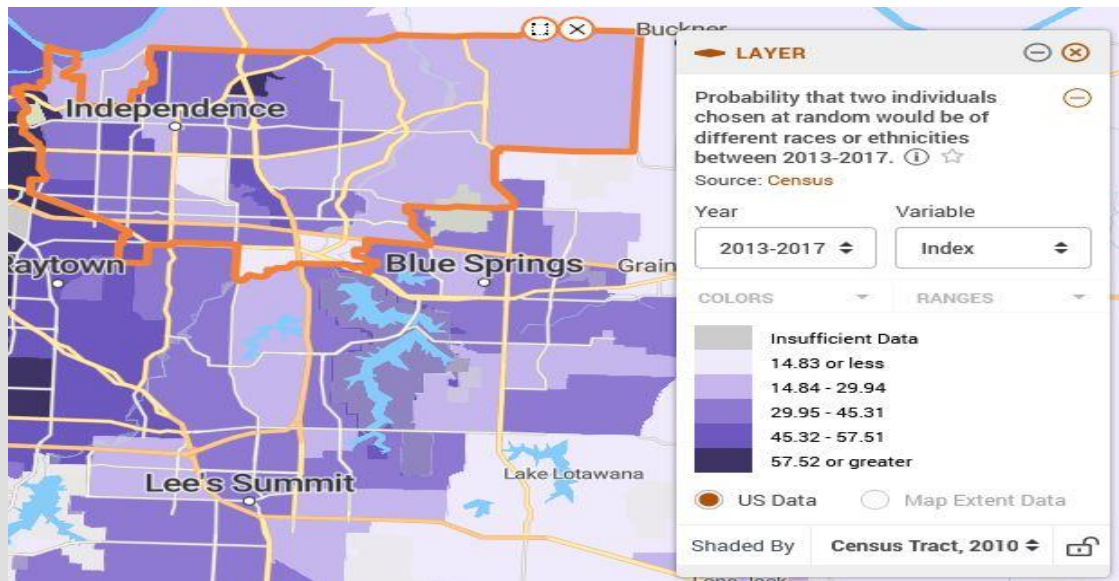 Buckner
Independence
Raytown
Blue Springs
Grain
Lee's Summit
Lake Lotawana
LAYER
Probability that two individuals
chosen at random would be of
different races or ethnicities
between 2013-2017.
Source: Census
Year
Variable
2013-2017
Index
COLORS
RANGES
Insufficient Data
14.83 or less
14.84 - 29.94
29.95 - 45.31
45.32 - 57.51
57.52 or greater
US Data
Map Extent Data
Shaded By
Census Tract, 2010